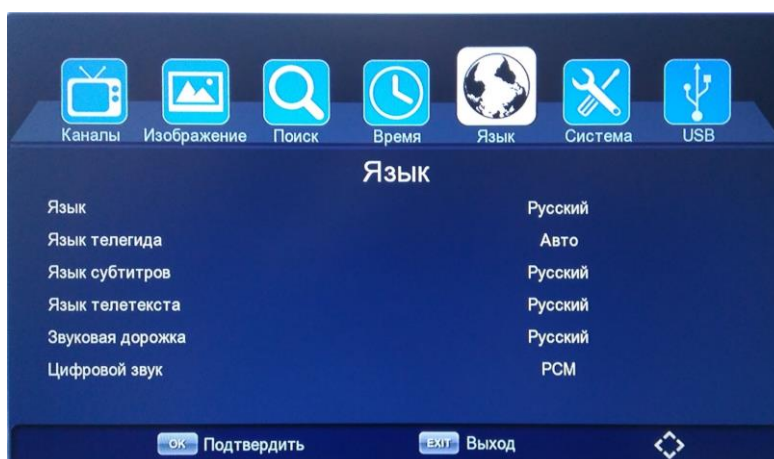 Каналы Изображение Поиск Время Язык Система USB
Язык
Язык Русский
Язык телегида Авто
Язык субтитров Русский
Язык телетекста Русский
Звуковая дорожка Русский
Цифровой звук PCM
OK Подтвердить EXIT Выход